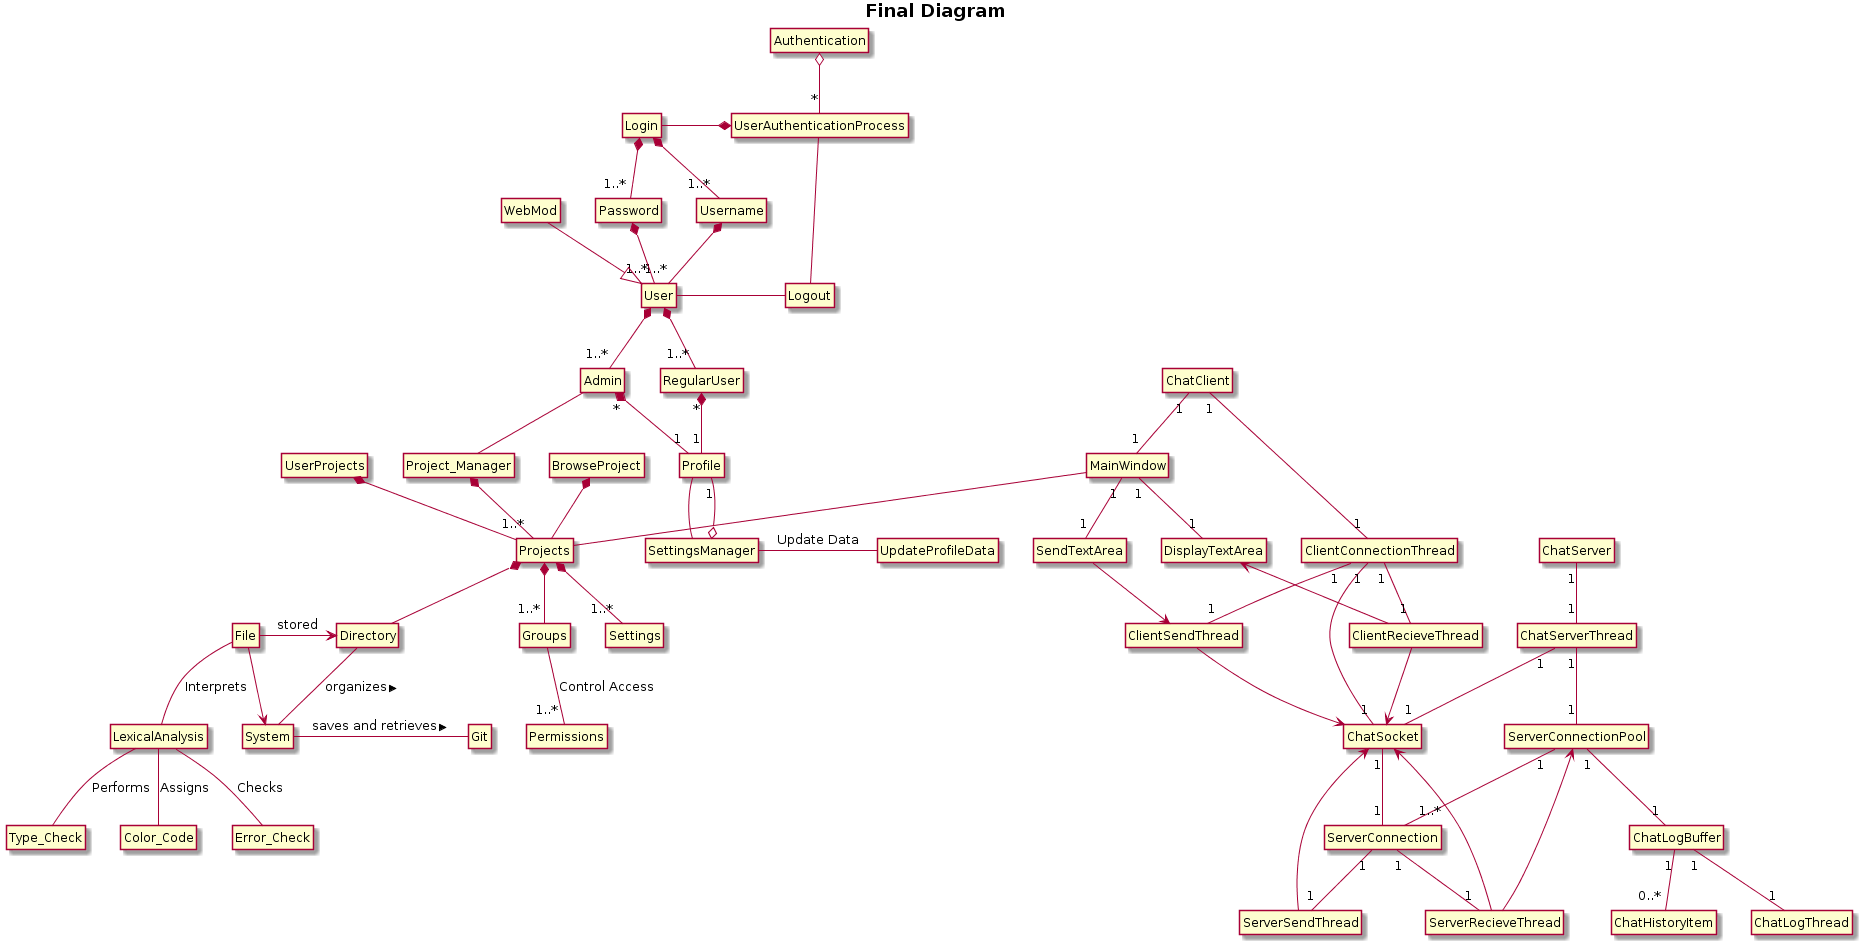 Final Diagram
Authentication
*
Login
UserAuthenticationProcess
1..*
1..*
WebMod
Password
Username
1..*
1..*
User
Logout
1..*
1..*
Admin
RegularUser
ChatClient
*
*
1
1
1
1
1
UserProjects
Project_Manager
BrowseProject
Profile
MainWindow
1
1
1
1..*
1
1
1
Projects
SettingsManager
Update Data
UpdateProfileData
SendTextArea
DisplayTextArea
ClientConnectionThread
ChatServer
1
1
1
1
1..*
1..*
1
1
1
File
stored
Directory
Groups
Settings
ClientSendThread
ClientRecieveThread
ChatServerThread
1
1
Interprets
organizes
Control Access
1..*
1
1
1
LexicalAnalysis
System
saves and retrieves
Git
Permissions
ChatSocket
ServerConnectionPool
1
1
1
Performs
Assigns
Checks
1
1..*
1
Type_Check
Color_Code
Error_Check
ServerConnection
ChatLogBuffer
1
1
1
1
1
1
0..*
1
ServerSendThread
ServerRecieveThread
ChatHistoryItem
ChatLogThread